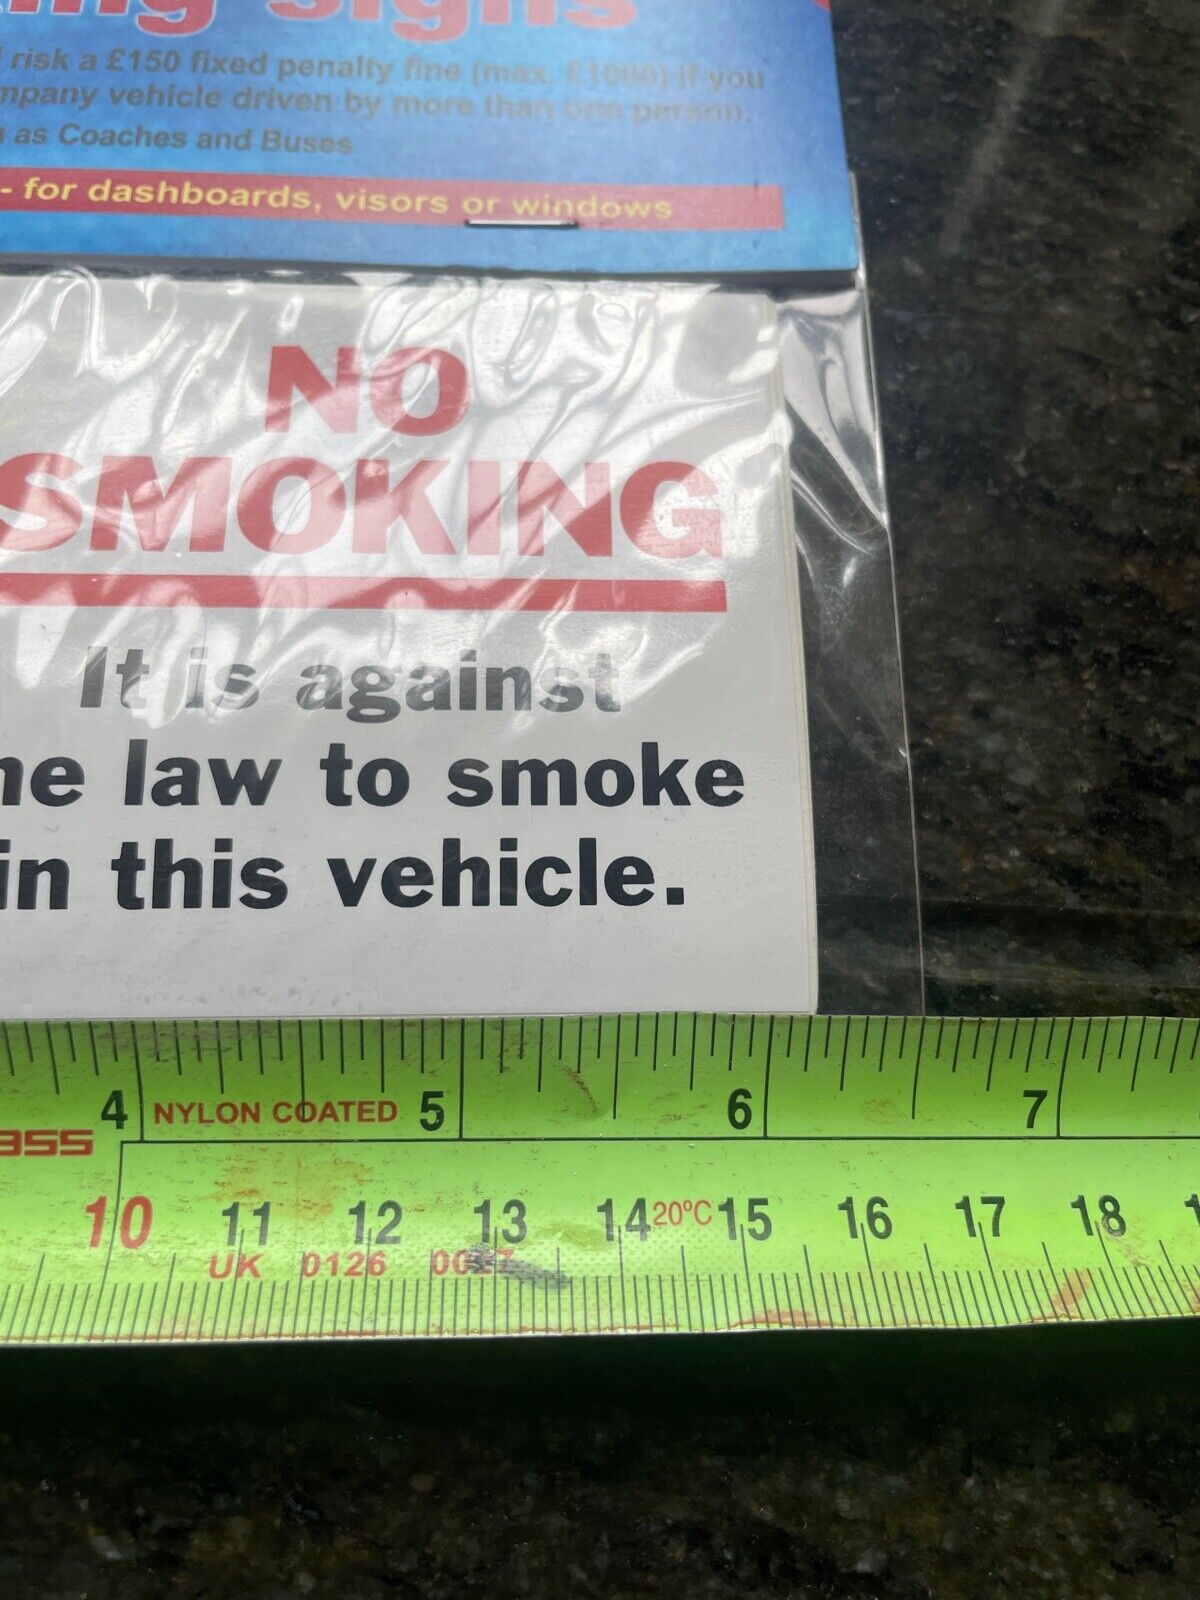 king signs
risk a £150 fixed penalty fine (max. £1000) if you
mpany vehicle driven by more than one person.
as Coaches and Buses
- for dashboards, visors or windows
NO
SMOKING
It is against
he law to smoke
in this vehicle.
4 NYLON COATED 5 6 7
10 11 12 13 14 20°C 15 16 17 18
UK 0126